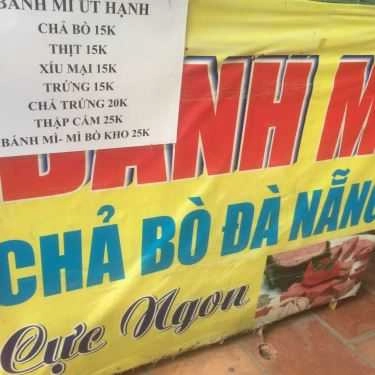 BÁNH MÌ ÚT HẠNH
CHẢ BÒ 15K
THỊT 15K
XÍU MẠI 15K
TRỨNG 15K
CHẢ TRỨNG 20K
THẬP CẨM 25K
BÁNH MÌ- MÌ BÒ KHO 25K
BANH M
CHẢ BÒ ĐÀ NẴNG
Cực Ngon